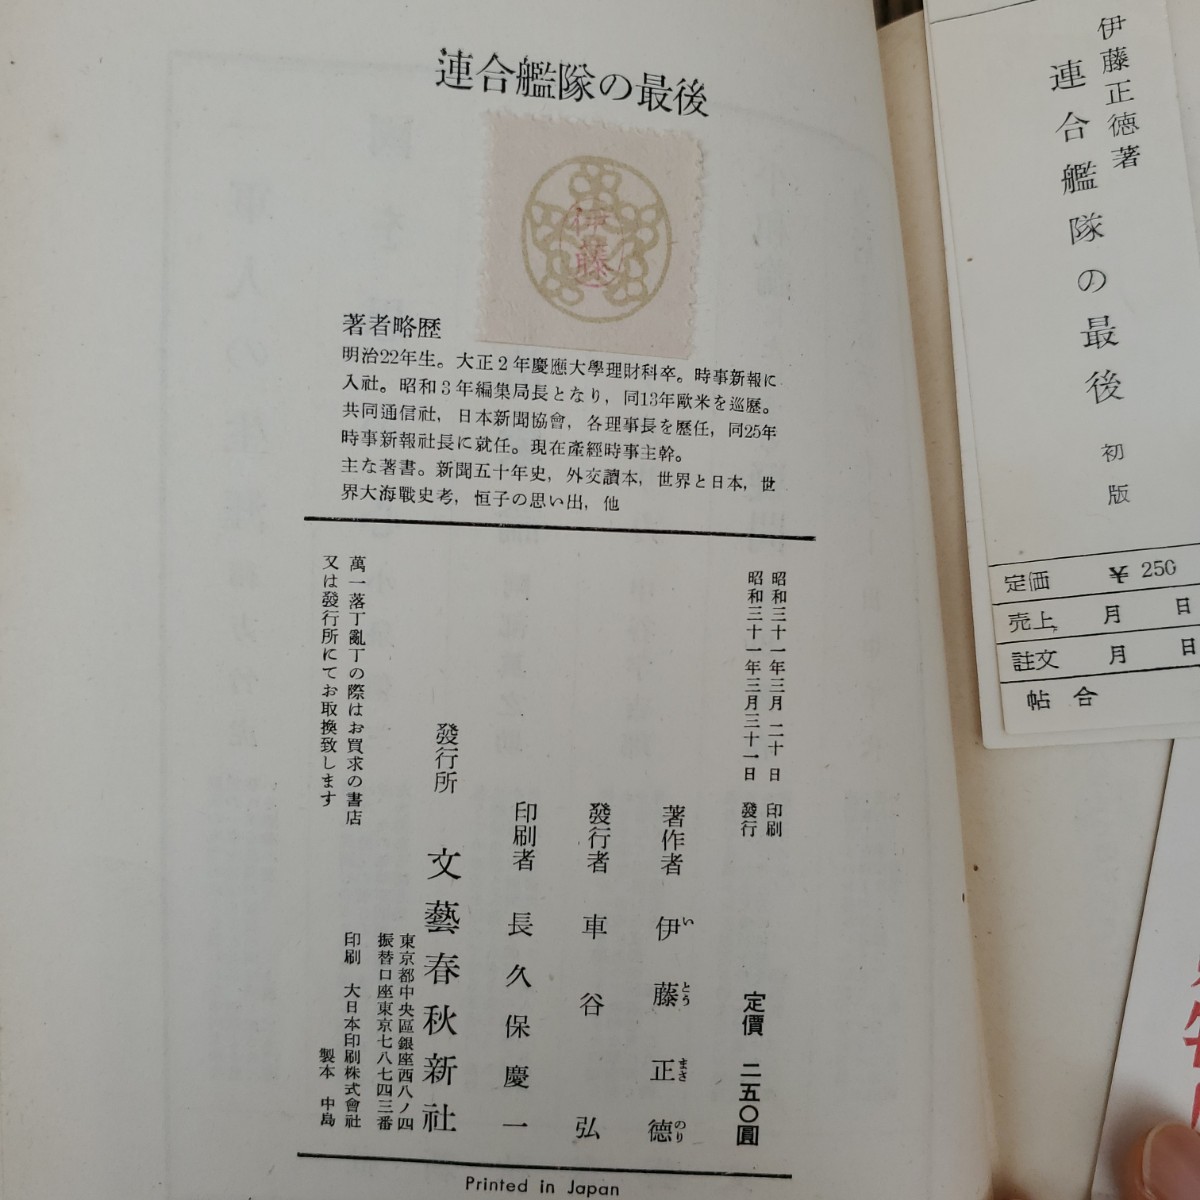 連合艦隊の最後
伊藤
著者略歴
明治22年生。大正2年慶應大學理財科卒。時事新報に
入社。昭和3年編集局長となり,同13年歐米を巡歷。
共同通信社,日本新聞協會,各理事長を歷任,同25年
時事新報社長に就任。現在產經時事主幹。
主な著書。新聞五十年史,外交讀本,世界と日本,世
界大海戰史考,恒子の思い出,他
昭和三十一年三月二十日 印刷
昭和三十一年三月三十一日 發行
定價 二五〇圓
著作者 伊藤正德
いとうまさのり
發行者 車谷弘
印刷者 長久保慶一
發行所 文藝春秋新社
東京都中央區銀座西八ノ四
振替口座東京七八七四三番
印刷 大日本印刷株式會社
製本 中島
萬一落丁亂丁の際はお買求の書店
又は發行所にてお取換致します
Printed in Japan
伊藤正徳著
連合艦隊の最後 初版
定価 ¥250
売上 月 日
註文 月 日
帖合